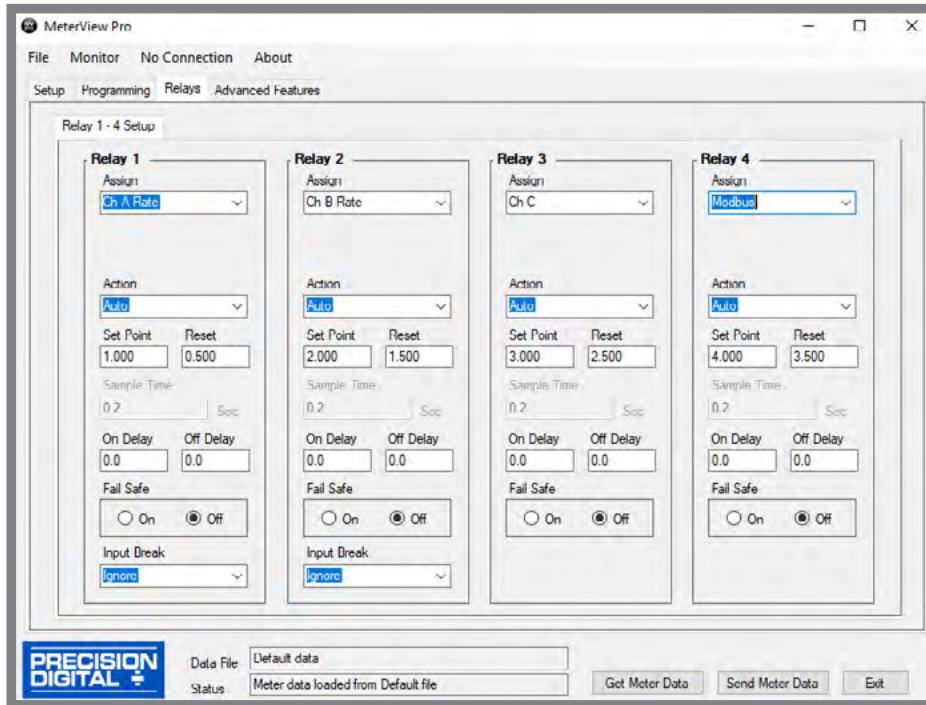 MeterView Pro
File Monitor No Connection About
Setup Programming Relays Advanced Features
Relay 1 - 4 Setup
Relay 1 Relay 2 Relay 3 Relay 4
Assign Assign Assign Assign
Ch A Rate Ch B Rate Ch C Modbus
Action Action Action Action
Auto Auto Auto Auto
Set Point Reset Set Point Reset Set Point Reset Set Point Reset
1.000 0.500 2.000 1.500 3.000 2.500 4.000 3.500
Sample Time Sample Time Sample Time Sample Time
0.2 Sec 0.2 Sec 0.2 Sec 0.2 Sec
On Delay Off Delay On Delay Off Delay On Delay Off Delay On Delay Off Delay
0.0 0.0 0.0 0.0 0.0 0.0 0.0 0.0
Fail Safe Fail Safe Fail Safe Fail Safe
On Off On Off On Off On Off
Input Break Input Break
Ignore Ignore
PRECISION
DIGITAL
Data File Default data
Status Meter data loaded from Default file
Get Meter Data Send Meter Data Exit